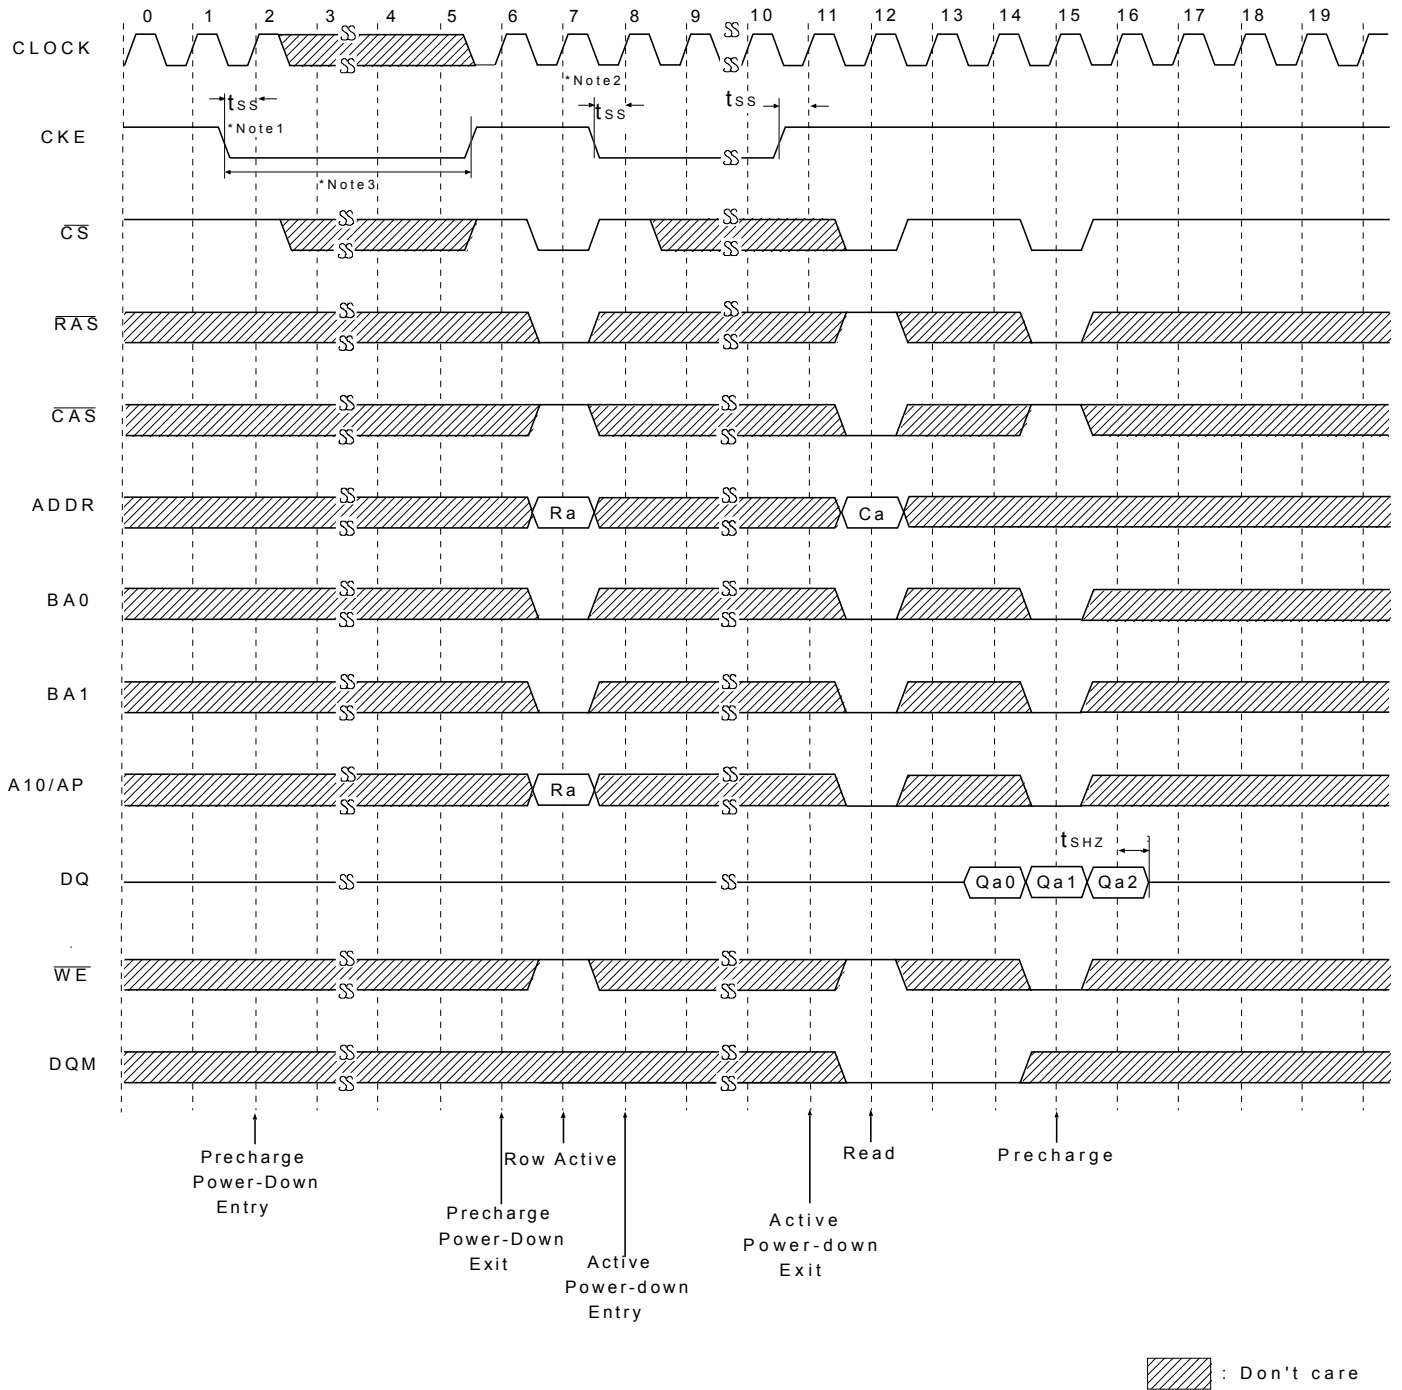 0 1 2 3 4 5 6 7 8 9 10 11 12 13 14 15 16 17 18 19
CLOCK
*Note2
tSS
tSS
tSS
*Note1
CKE
*Note3
CS
RAS
CAS
ADDR
Ra
Ca
BA0
BA1
A10/AP
Ra
tSHZ
DQ
Qa0
Qa1
Qa2
WE
DQM
Precharge
Power-Down
Entry
Row Active
Read
Precharge
Precharge
Power-Down
Exit
Active
Power-down
Exit
Active
Power-down
Entry
: Don't care